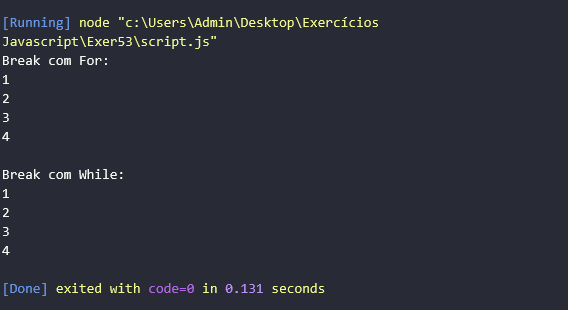 [Running] node "c:\Users\Admin\Desktop\Exercícios
Javascript\Exer53\script.js"
Break com For:
1
2
3
4
Break com While:
1
2
3
4
[Done] exited with code=0 in 0.131 seconds